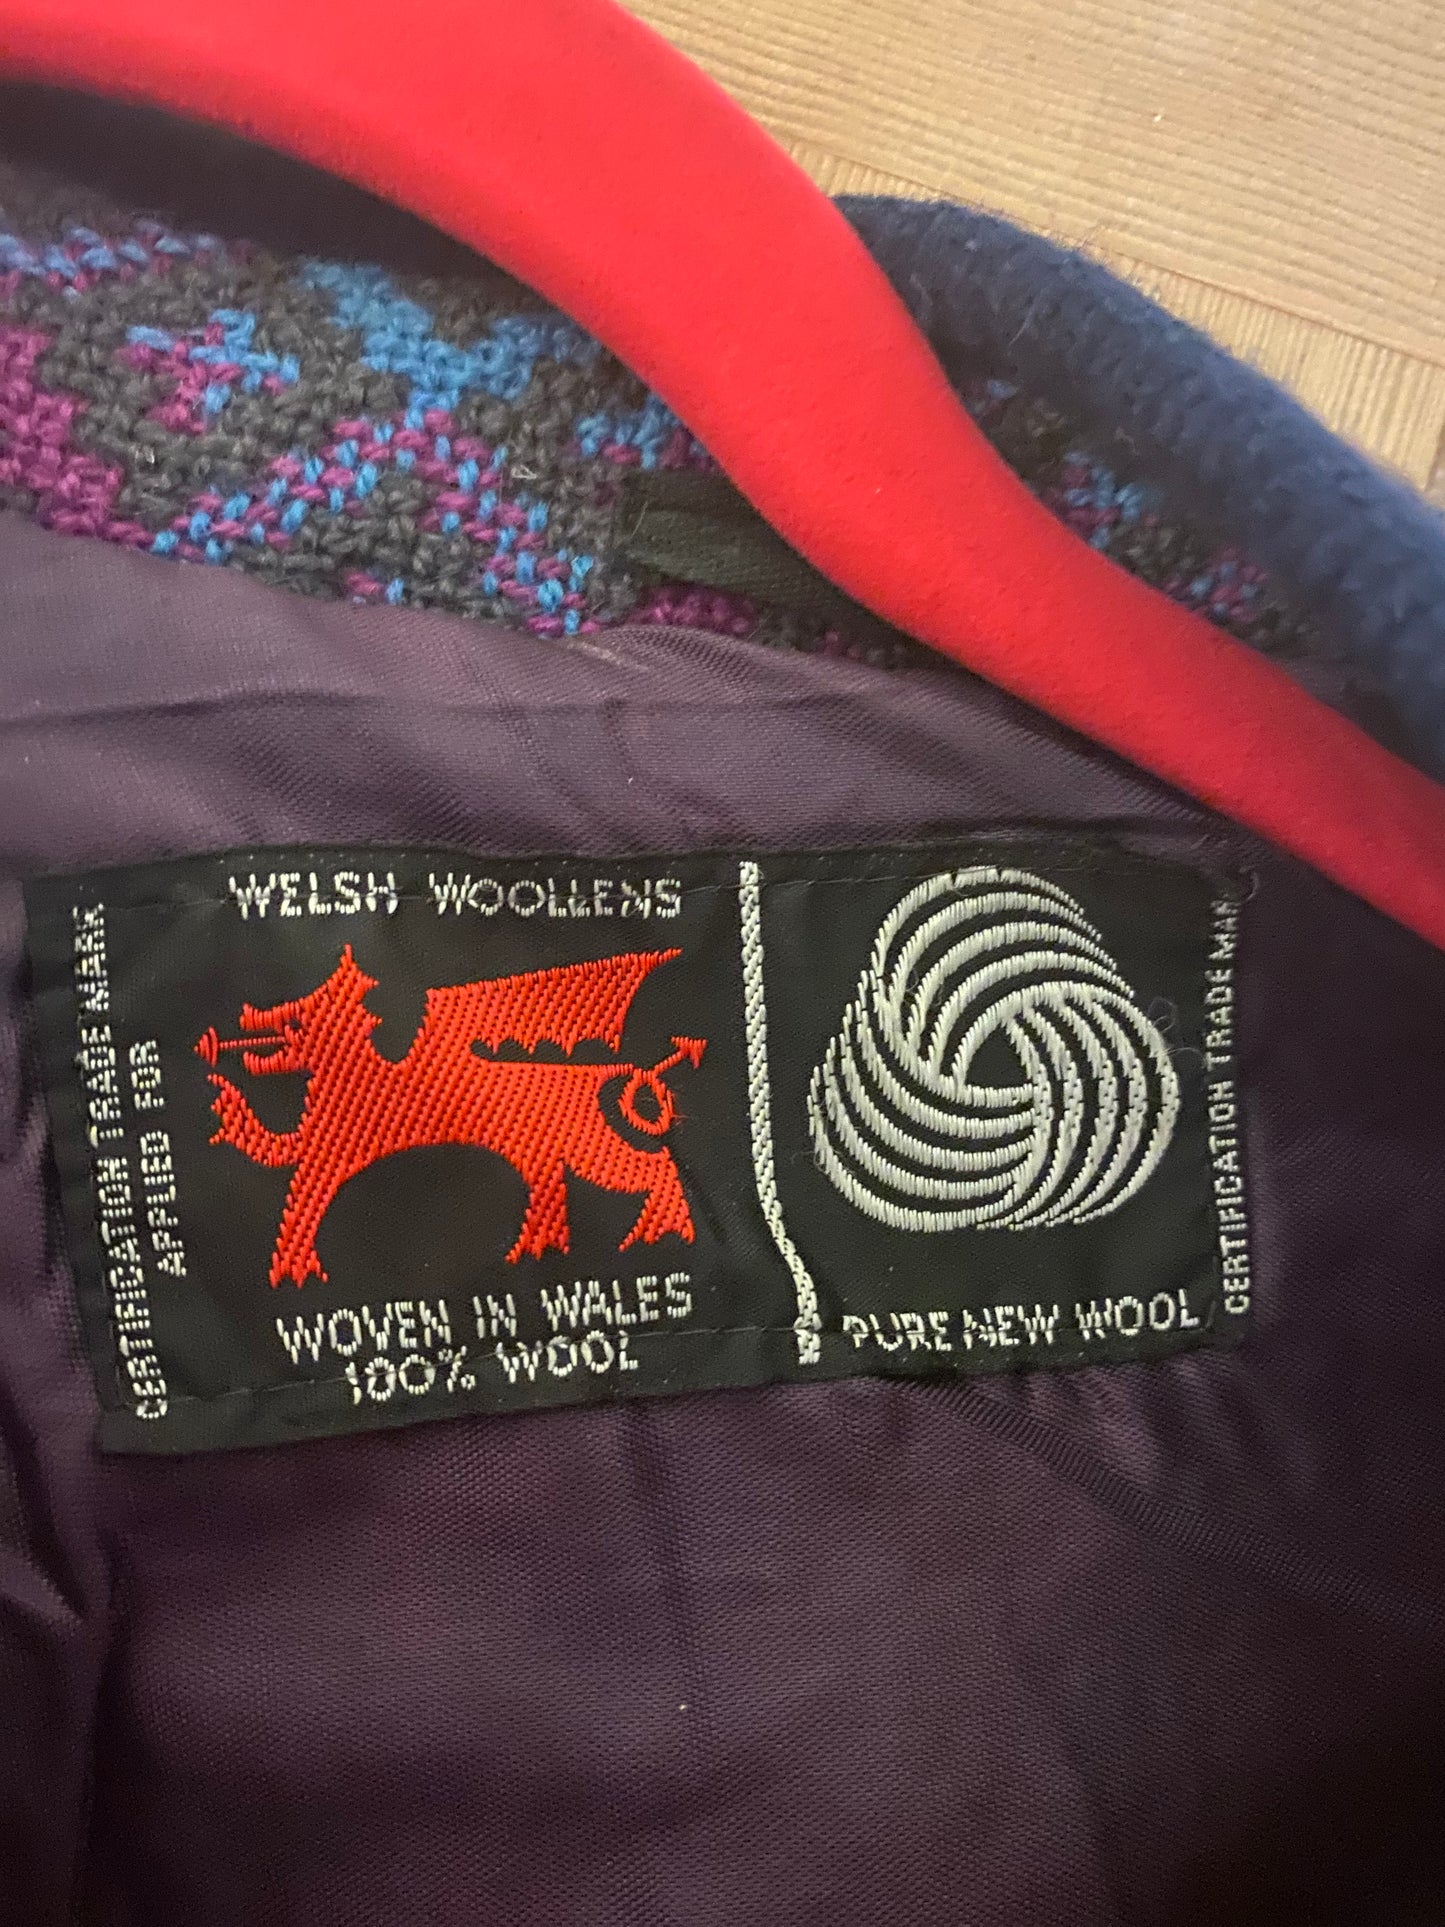 WELSH WOOLLENS
CERTIFICATION TRADE MARK
APPLIED FOR
WOVEN IN WALES
100% WOOL
PURE NEW WOOL
CERTIFICATION TRADE MARK